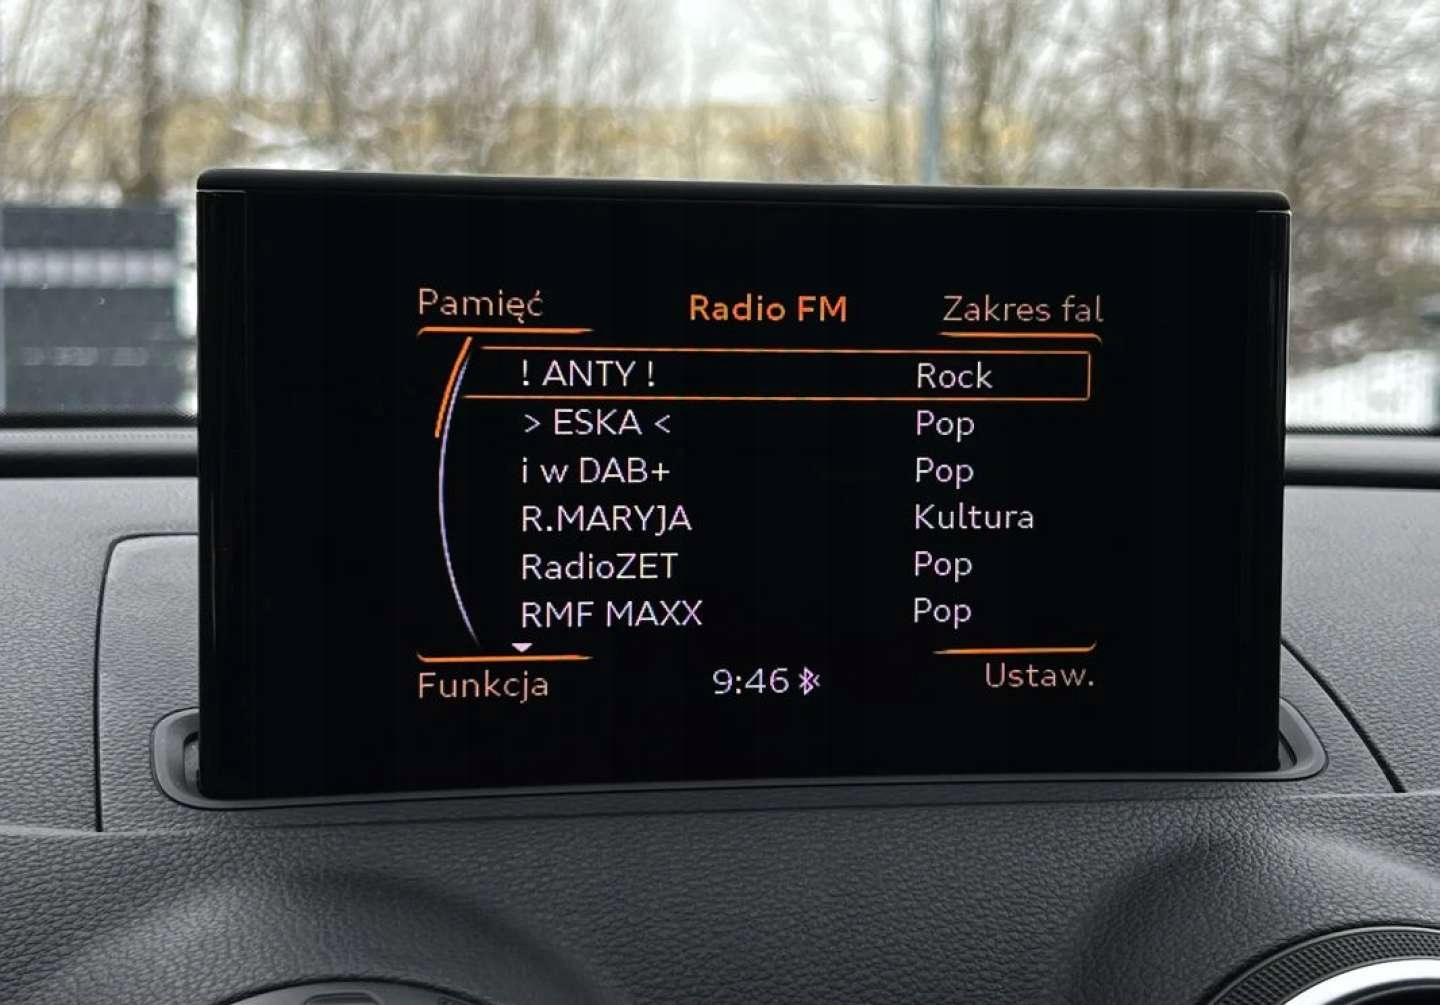 Pamięć Radio FM Zakres fal
! ANTY ! Rock
> ESKA < Pop
i w DAB+ Pop
R.MARYJA Kultura
RadioZET Pop
RMF MAXX Pop
Funkcja 9:46 Ustaw.